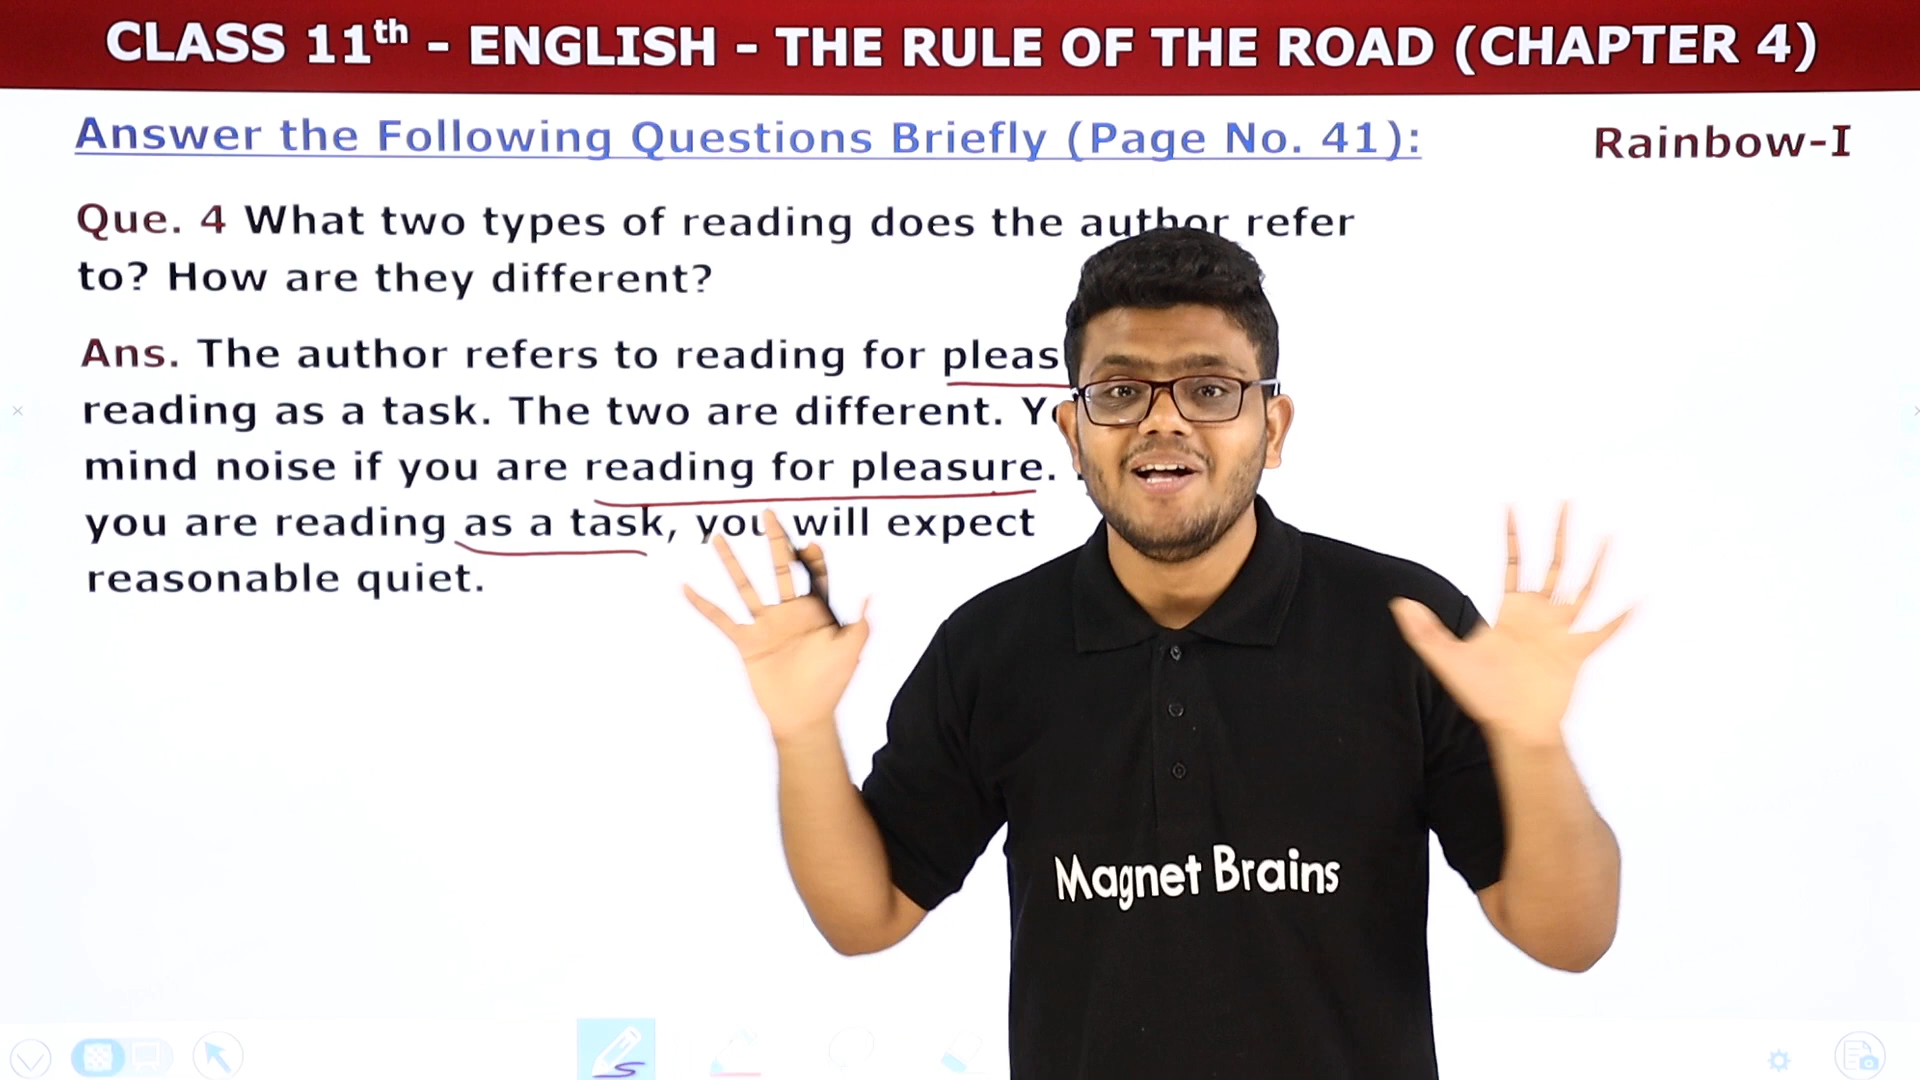 CLASS 11th - ENGLISH - THE RULE OF THE ROAD (CHAPTER 4)
Answer the Following Questions Briefly (Page No. 41):
Rainbow-I
Que. 4 What two types of reading does the author refer
to? How are they different?
Ans. The author refers to reading for pleas
reading as a task. The two are different.
mind noise if you are reading for pleasure.
you are reading as a task, you will expect
reasonable quiet.
Magnet Brains